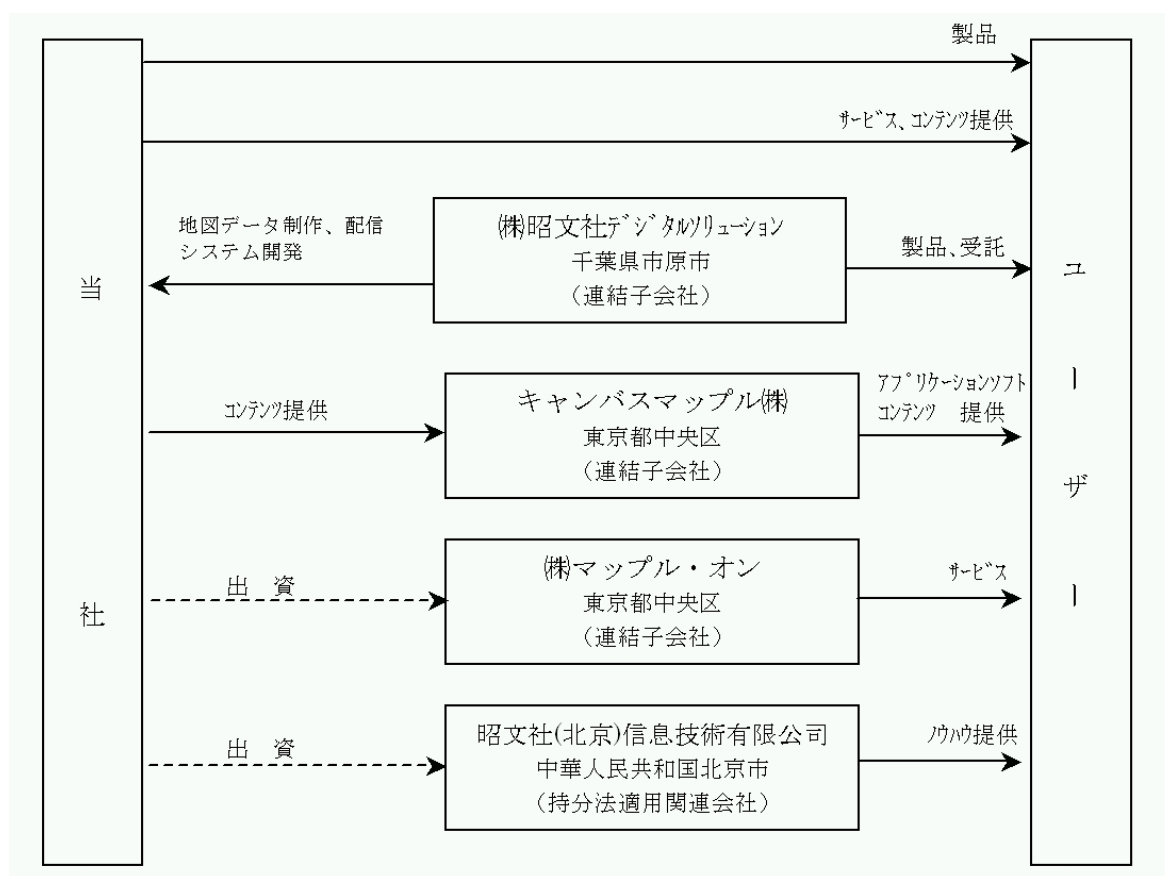 製品
ｻｰﾋﾞｽ､ｺﾝﾃﾝﾂ提供
地図データ制作、配信
システム開発
㈱昭文社ﾃﾞｼﾞﾀﾙｿﾘｭｰｼｮﾝ
千葉県市原市
（連結子会社）
製品､受託
当社
ユーザー
ｺﾝﾃﾝﾂ提供
キャンバスマップル㈱
東京都中央区
（連結子会社）
ｱﾌﾟﾘｹｰｼｮﾝｿﾌﾄ
ｺﾝﾃﾝﾂ　提供
出　資
㈱マップル・オン
東京都中央区
（連結子会社）
ｻｰﾋﾞｽ
出　資
昭文社(北京)信息技術有限公司
中華人民共和国北京市
（持分法適用関連会社）
ﾉｳﾊｳ提供